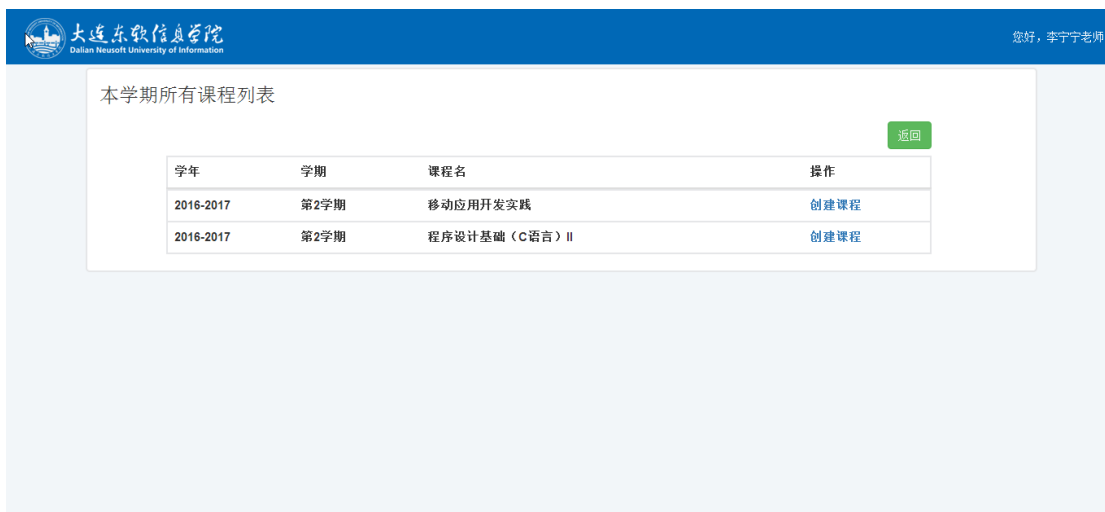 大连东软信息学院
Dalian Neusoft University of Information
您好，李宁宁老师
本学期所有课程列表
返回
学年 学期 课程名 操作
2016-2017 第2学期 移动应用开发实践 创建课程
2016-2017 第2学期 程序设计基础（C语言）II 创建课程